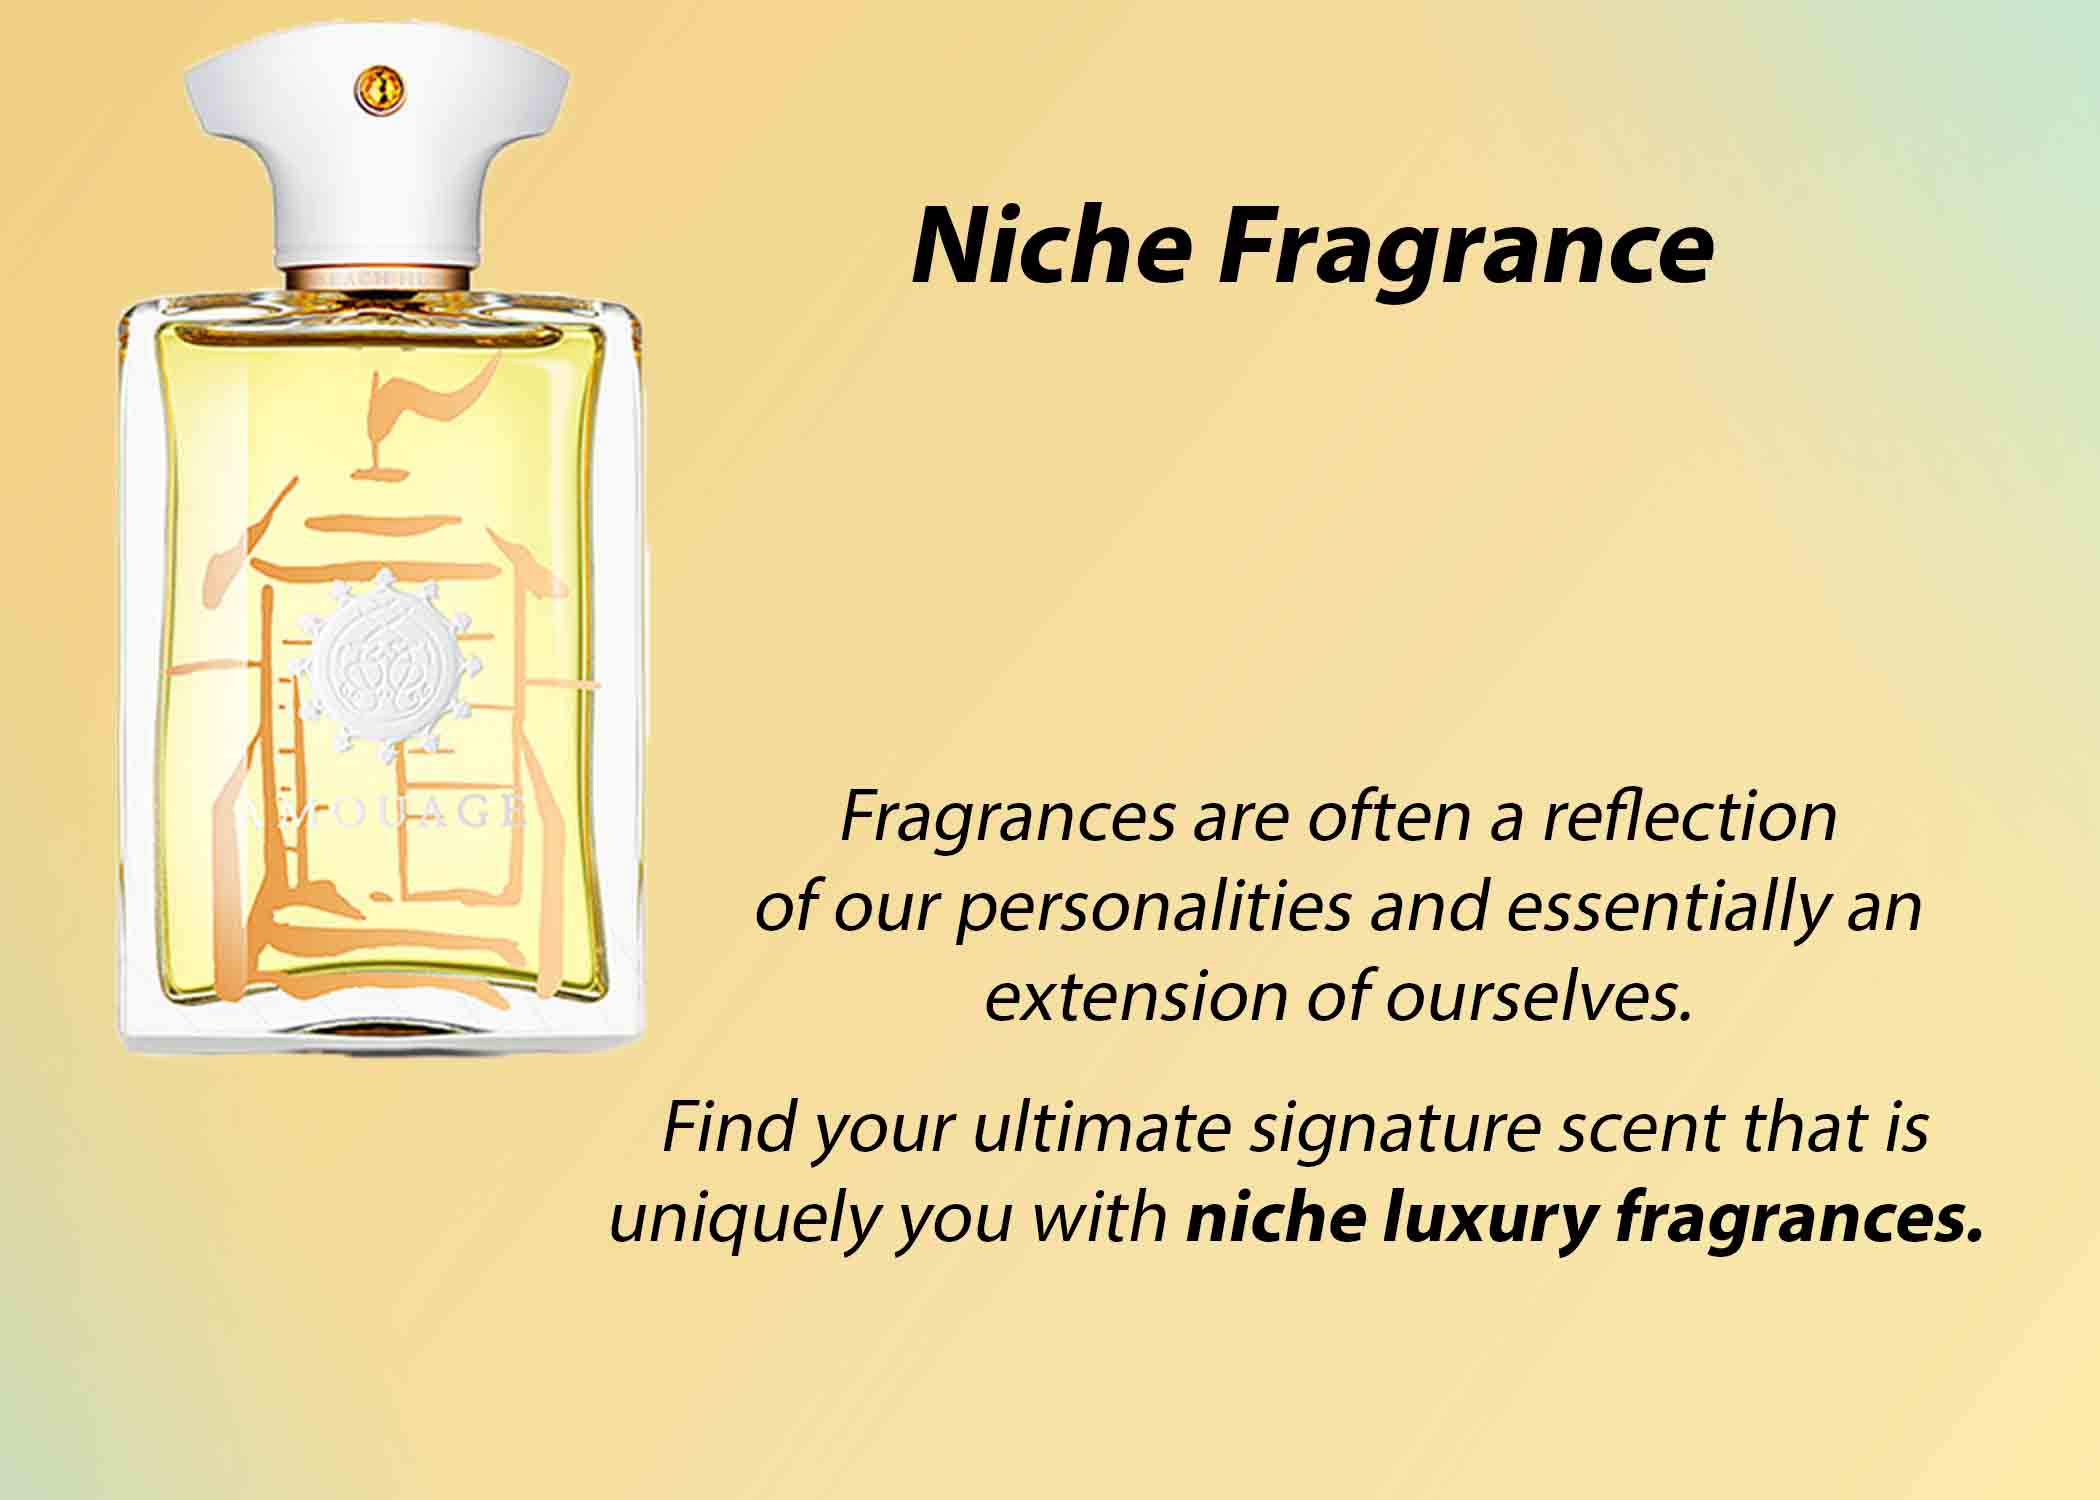 Niche Fragrance
AMOUAGE
Fragrances are often a reflection
of our personalities and essentially an
extension of ourselves.
Find your ultimate signature scent that is
uniquely you with niche luxury fragrances.